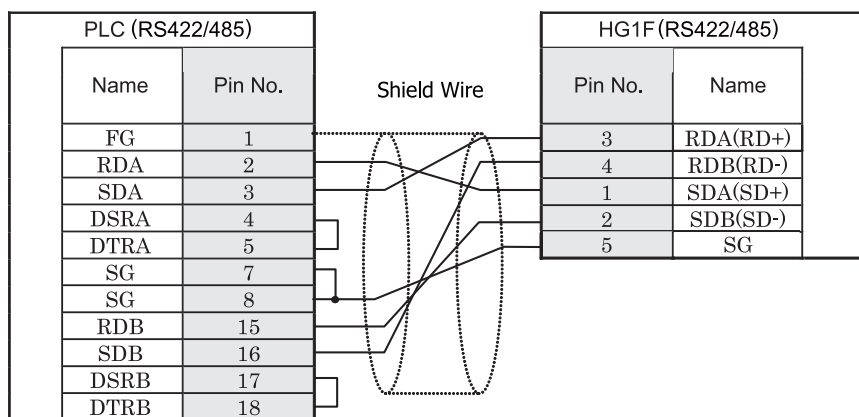 PLC (RS422/485)
Name Pin No.
FG 1
RDA 2
SDA 3
DSRA 4
DTRA 5
SG 7
SG 8
RDB 15
SDB 16
DSRB 17
DTRB 18
Shield Wire
HG1F (RS422/485)
Pin No. Name
3 RDA(RD+)
4 RDB(RD-)
1 SDA(SD+)
2 SDB(SD-)
5 SG